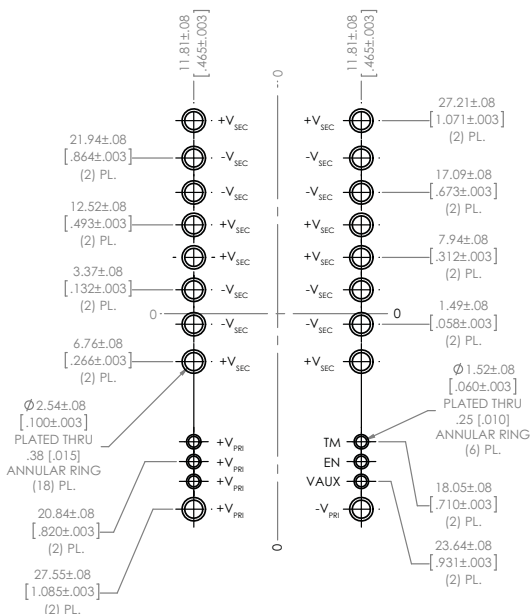 11.81±.08
[.465±.003]
11.81±.08
[.465±.003]
0
27.21±.08
[1.071±.003]
(2) PL.
+VSEC
+VSEC
21.94±.08
[.864±.003]
(2) PL.
-VSEC
-VSEC
17.09±.08
[.673±.003]
(2) PL.
-VSEC
-VSEC
12.52±.08
[.493±.003]
(2) PL.
+VSEC
+VSEC
7.94±.08
[.312±.003]
(2) PL.
+VSEC
+VSEC
3.37±.08
[.132±.003]
(2) PL.
-VSEC
-VSEC
0
0
1.49±.08
[.058±.003]
(2) PL.
-VSEC
-VSEC
6.76±.08
[.266±.003]
(2) PL.
+VSEC
+VSEC
Ø1.52±.08
[.060±.003]
PLATED THRU
.25 [.010]
ANNULAR RING
(6) PL.
Ø2.54±.08
[.100±.003]
PLATED THRU
.38 [.015]
ANNULAR RING
(18) PL.
+VPRI
TM
+VPRI
EN
+VPRI
VAUX
+VPRI
-VPRI
18.05±.08
[.710±.003]
(2) PL.
20.84±.08
[.820±.003]
(2) PL.
23.64±.08
[.931±.003]
(2) PL.
0
27.55±.08
[1.085±.003]
(2) PL.